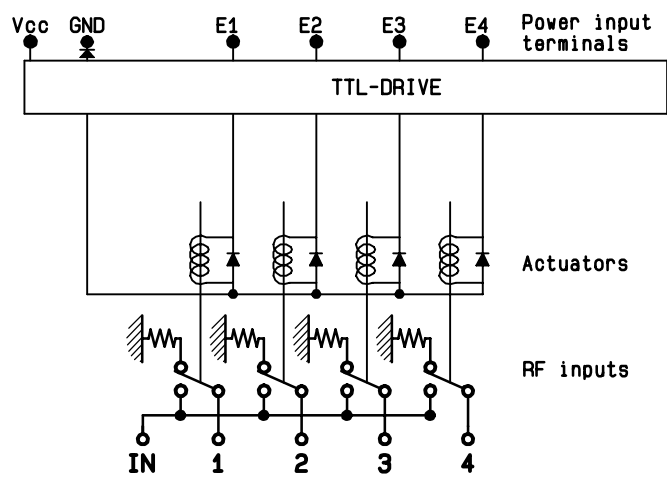 Vcc GND E1 E2 E3 E4 Power input
terminals
TTL-DRIVE
Actuators
RF inputs
IN 1 2 3 4